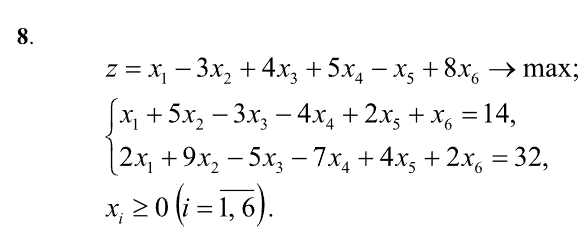 8.
z = x₁ − 3x₂ + 4x₃ + 5x₄ − x₅ + 8x₆ → max;
{ x₁ + 5x₂ − 3x₃ − 4x₄ + 2x₅ + x₆ = 14,
2x₁ + 9x₂ − 5x₃ − 7x₄ + 4x₅ + 2x₆ = 32,
xᵢ ≥ 0 (i = \overline{1, 6}).